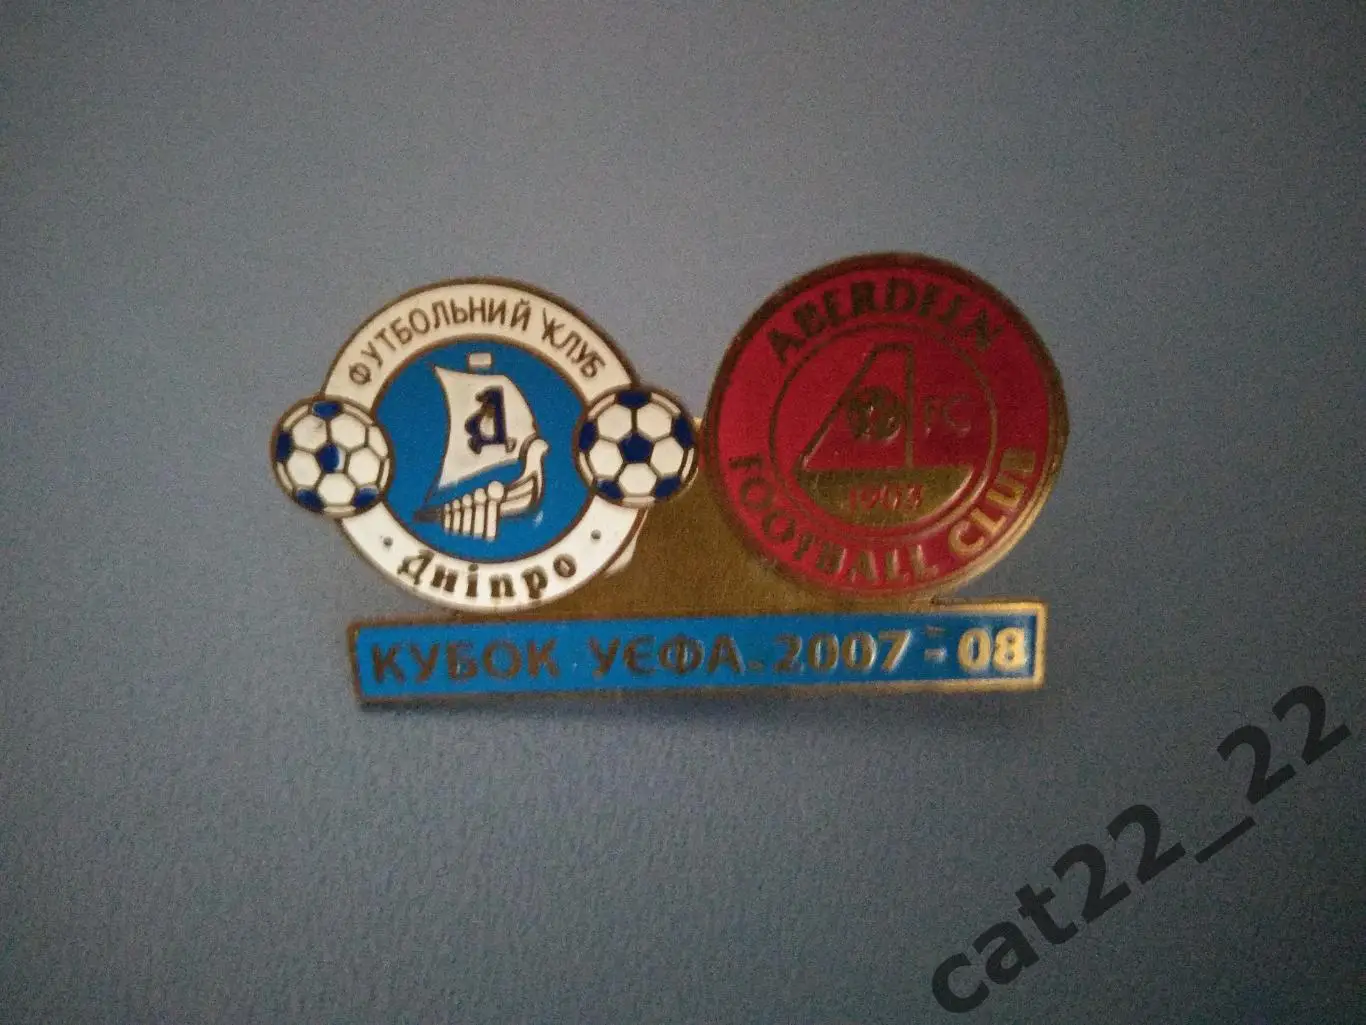 ФУТБОЛЬНИЙ КЛУБ
Д
·Дніпро·
ABERDEEN
FC
1903
FOOTBALL CLUB
КУБОК УЄФА. 2007 - 08
cat22_22